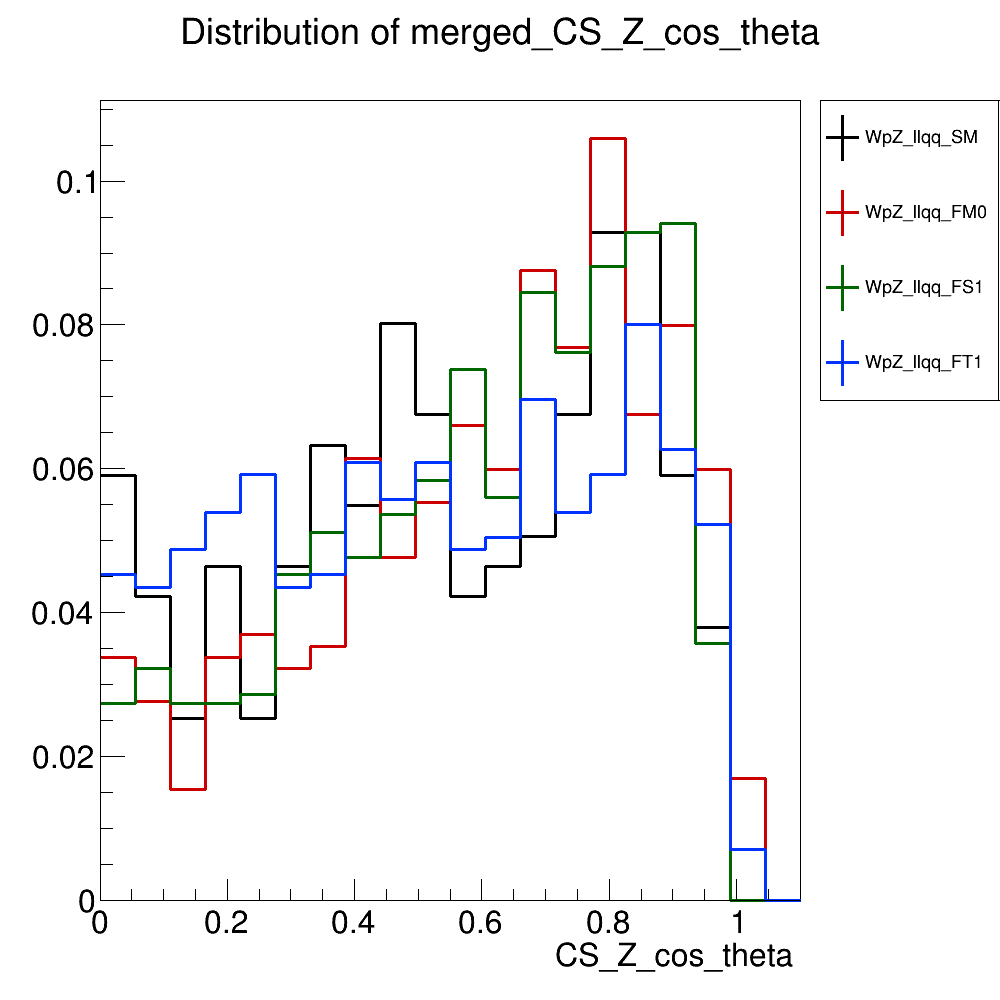 Distribution of merged_CS_Z_cos_theta
WpZ_llqq_SM
WpZ_llqq_FM0
WpZ_llqq_FS1
WpZ_llqq_FT1
0.1
0.08
0.06
0.04
0.02
0
0 0.2 0.4 0.6 0.8 1
CS_Z_cos_theta